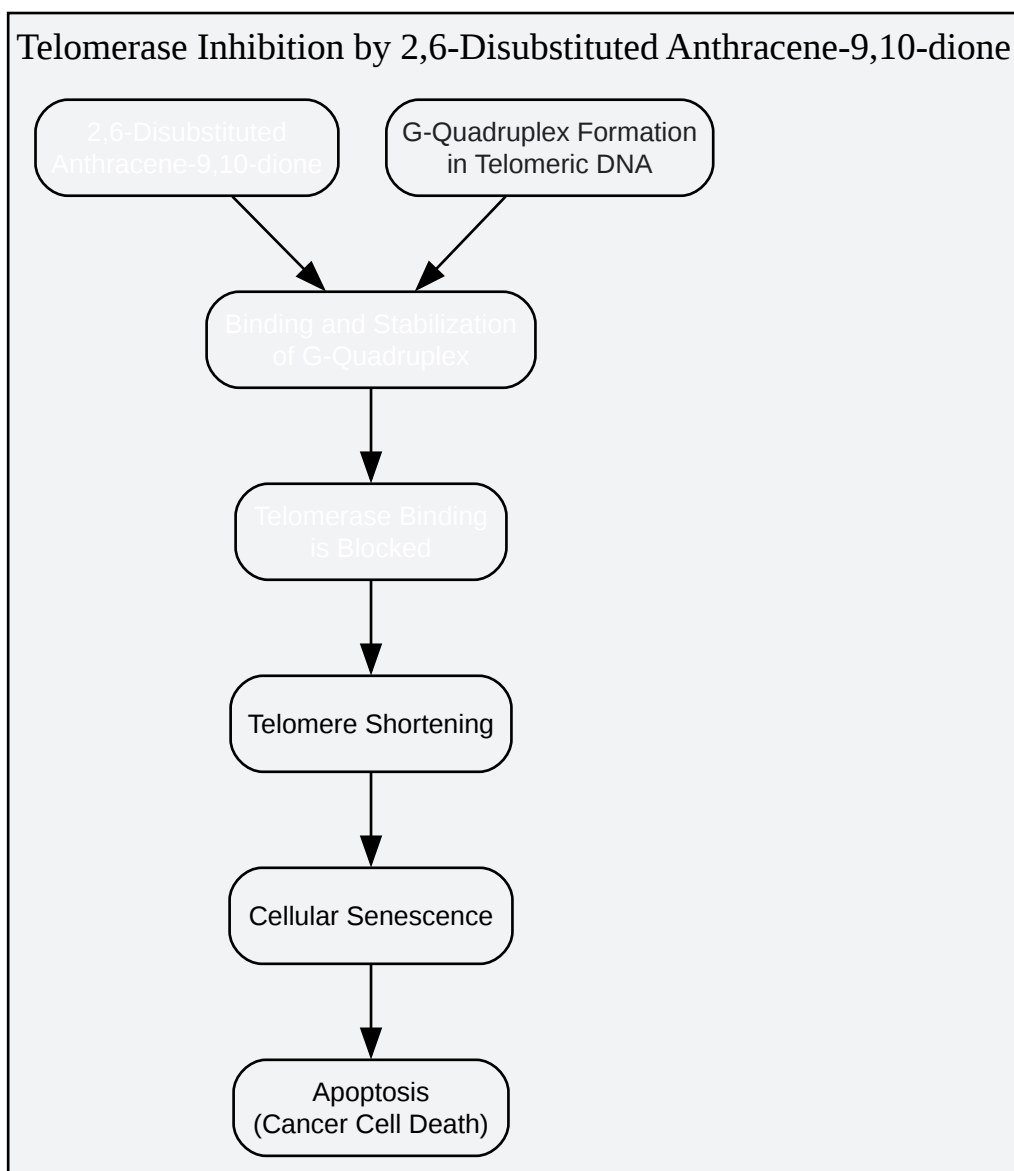 Telomerase Inhibition by 2,6-Disubstituted Anthracene-9,10-dione
2,6-Disubstituted
Anthracene-9,10-dione
G-Quadruplex Formation
in Telomeric DNA
Binding and Stabilization
of G-Quadruplex
Telomerase Binding
is Blocked
Telomere Shortening
Cellular Senescence
Apoptosis
(Cancer Cell Death)